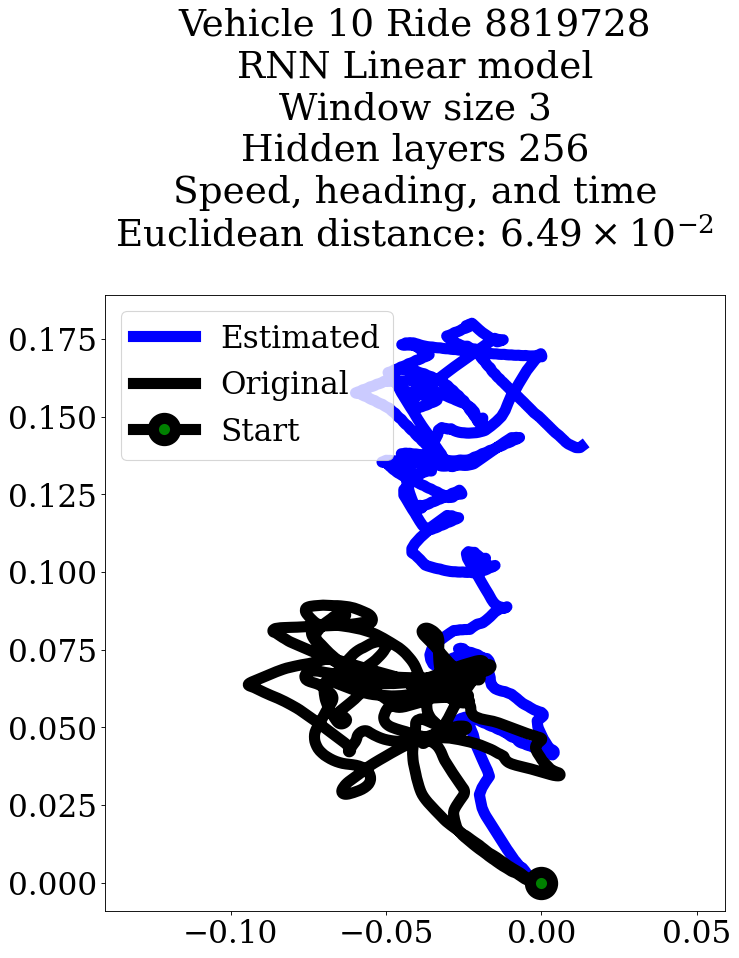 Vehicle 10 Ride 8819728
RNN Linear model
Window size 3
Hidden layers 256
Speed, heading, and time
Euclidean distance: 6.49 × 10⁻²
Estimated
Original
Start
0.175
0.150
0.125
0.100
0.075
0.050
0.025
0.000
−0.10
−0.05
0.00
0.05